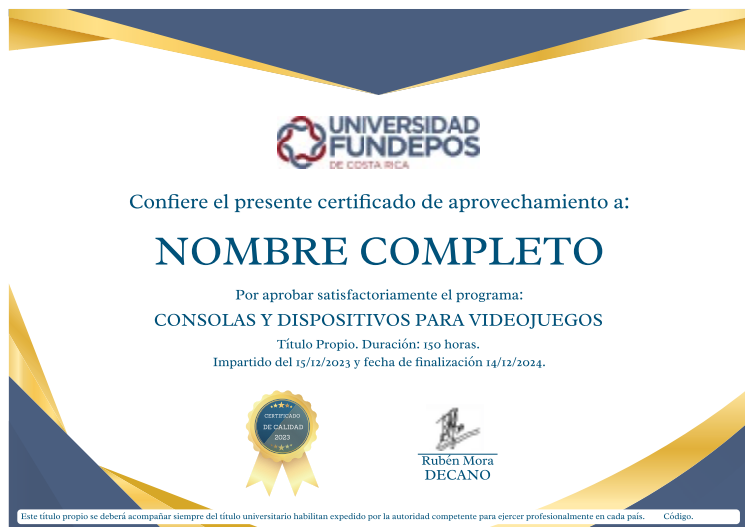 UNIVERSIDAD
FUNDEPOS
DE COSTA RICA
Confiere el presente certificado de aprovechamiento a:
NOMBRE COMPLETO
Por aprobar satisfactoriamente el programa:
CONSOLAS Y DISPOSITIVOS PARA VIDEOJUEGOS
Título Propio. Duración: 150 horas.
Impartido del 15/12/2023 y fecha de finalización 14/12/2024.
CERTIFICADO
DE CALIDAD
2023
Rubén Mora
DECANO
Este título propio se deberá acompañar siempre del título universitario habilitan expedido por la autoridad competente para ejercer profesionalmente en cada país. Código.